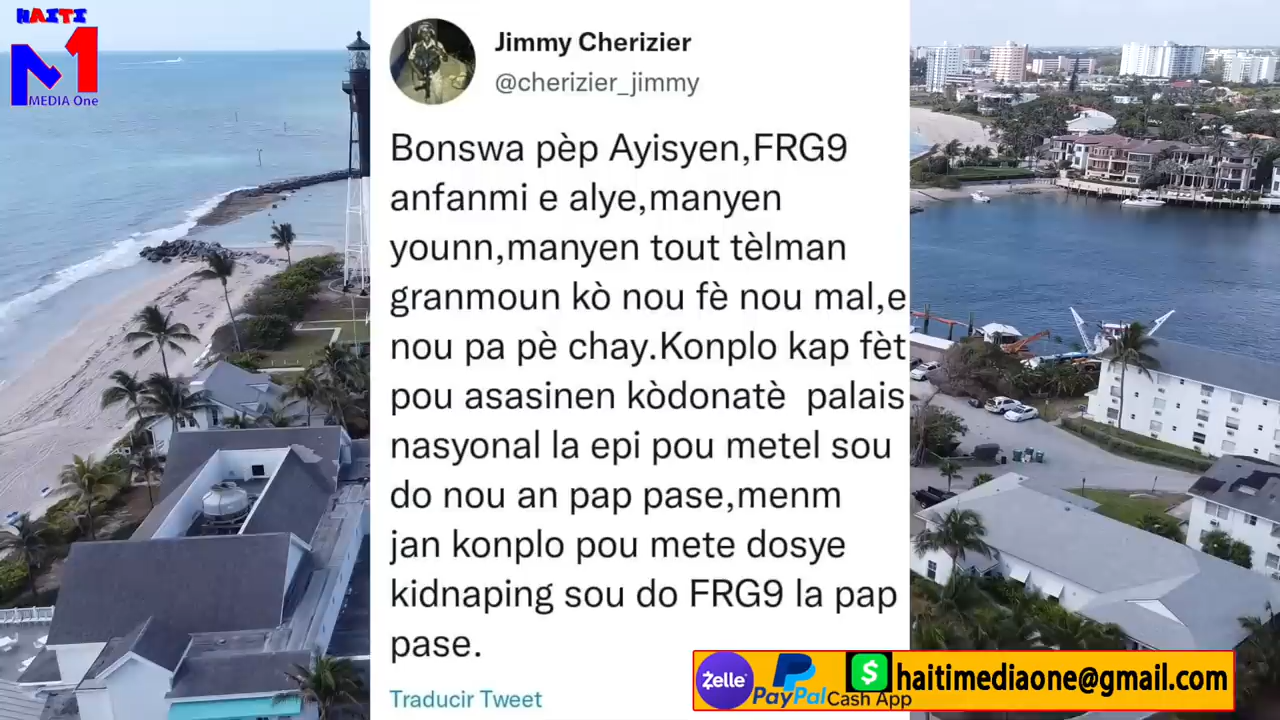 HAITI
M1
MEDIA One
Jimmy Cherizier
@cherizier_jimmy
Bonswa pèp Ayisyen,FRG9
anfanmi e alye,manyen
younn,manyen tout tèlman
granmoun kò nou fè nou mal,e
nou pa pè chay.Konplo kap fèt
pou asasinen kòdonatè  palais
nasyonal la epi pou metel sou
do nou an pap pase,menm
jan konplo pou mete dosye
kidnaping sou do FRG9 la pap
pase.
Traducir Tweet
Zelle
PayPal
$
Cash App
haitimediaone@gmail.com